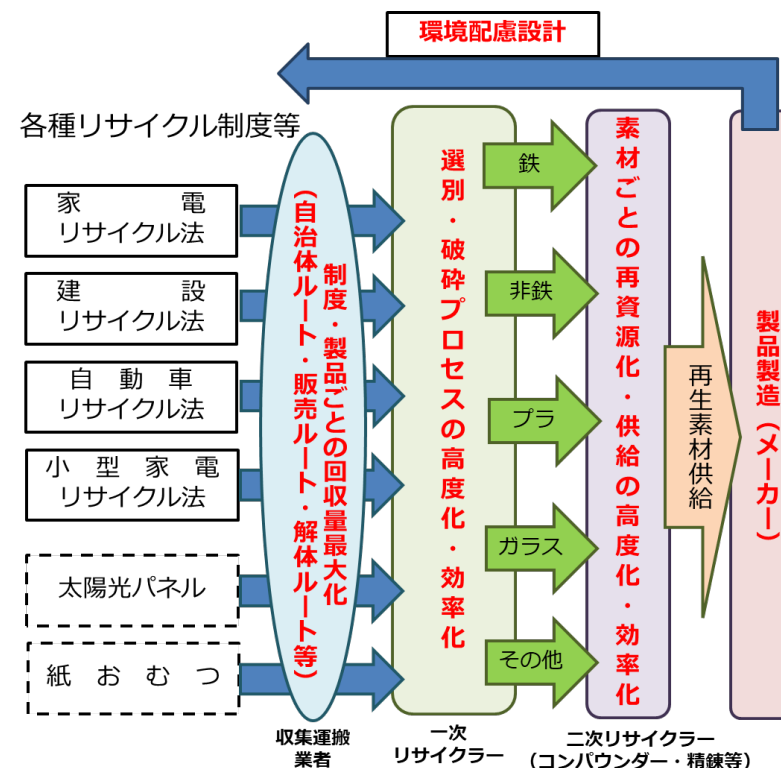 環境配慮設計
各種リサイクル制度等
家電
リサイクル法
建設
リサイクル法
自動車
リサイクル法
小型家電
リサイクル法
太陽光パネル
紙おむつ
制度・製品ごとの回収量最大化
(自治体ルート・販売ルート・解体ルート等)
選別・破砕プロセスの高度化・効率化
鉄
非鉄
プラ
ガラス
その他
素材ごとの再資源化・供給の高度化・効率化
再生素材供給
製品製造(メーカー)
収集運搬
業者
一次
リサイクラー
二次リサイクラー
(コンパウンダー・精錬等)